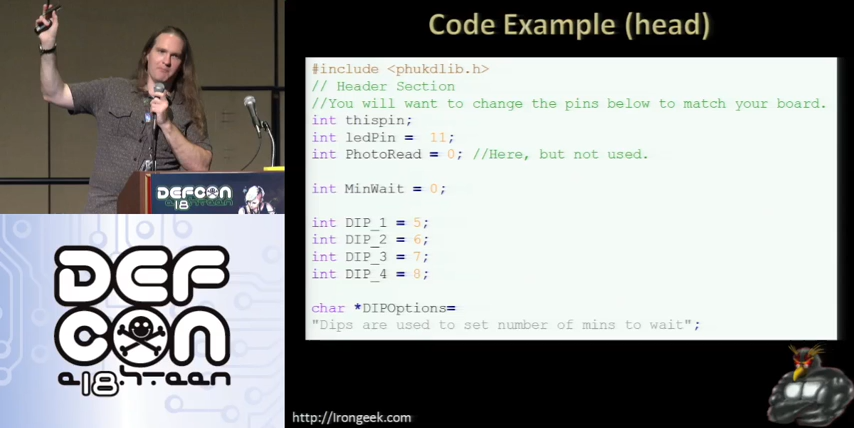 Code Example (head)
#include <phukdlib.h>
// Header Section
//You will want to change the pins below to match your board.
int thispin;
int ledPin =  11;
int PhotoRead = 0; //Here, but not used.
int MinWait = 0;
int DIP_1 = 5;
int DIP_2 = 6;
int DIP_3 = 7;
int DIP_4 = 8;
char *DIPOptions=
"Dips are used to set number of mins to wait";
DEFCON
18
DEF
CON
e18.hteen
http://Irongeek.com